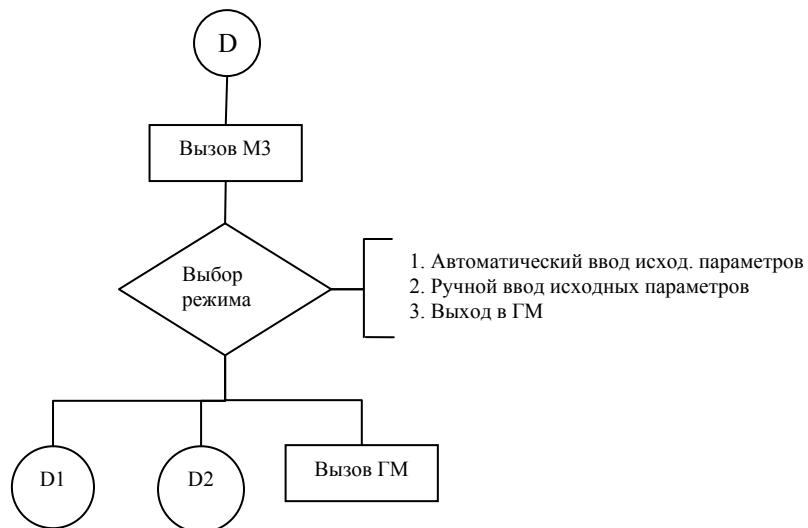 D
Вызов М3
Выбор
режима
1. Автоматический ввод исход. параметров
2. Ручной ввод исходных параметров
3. Выход в ГМ
D1
D2
Вызов ГМ